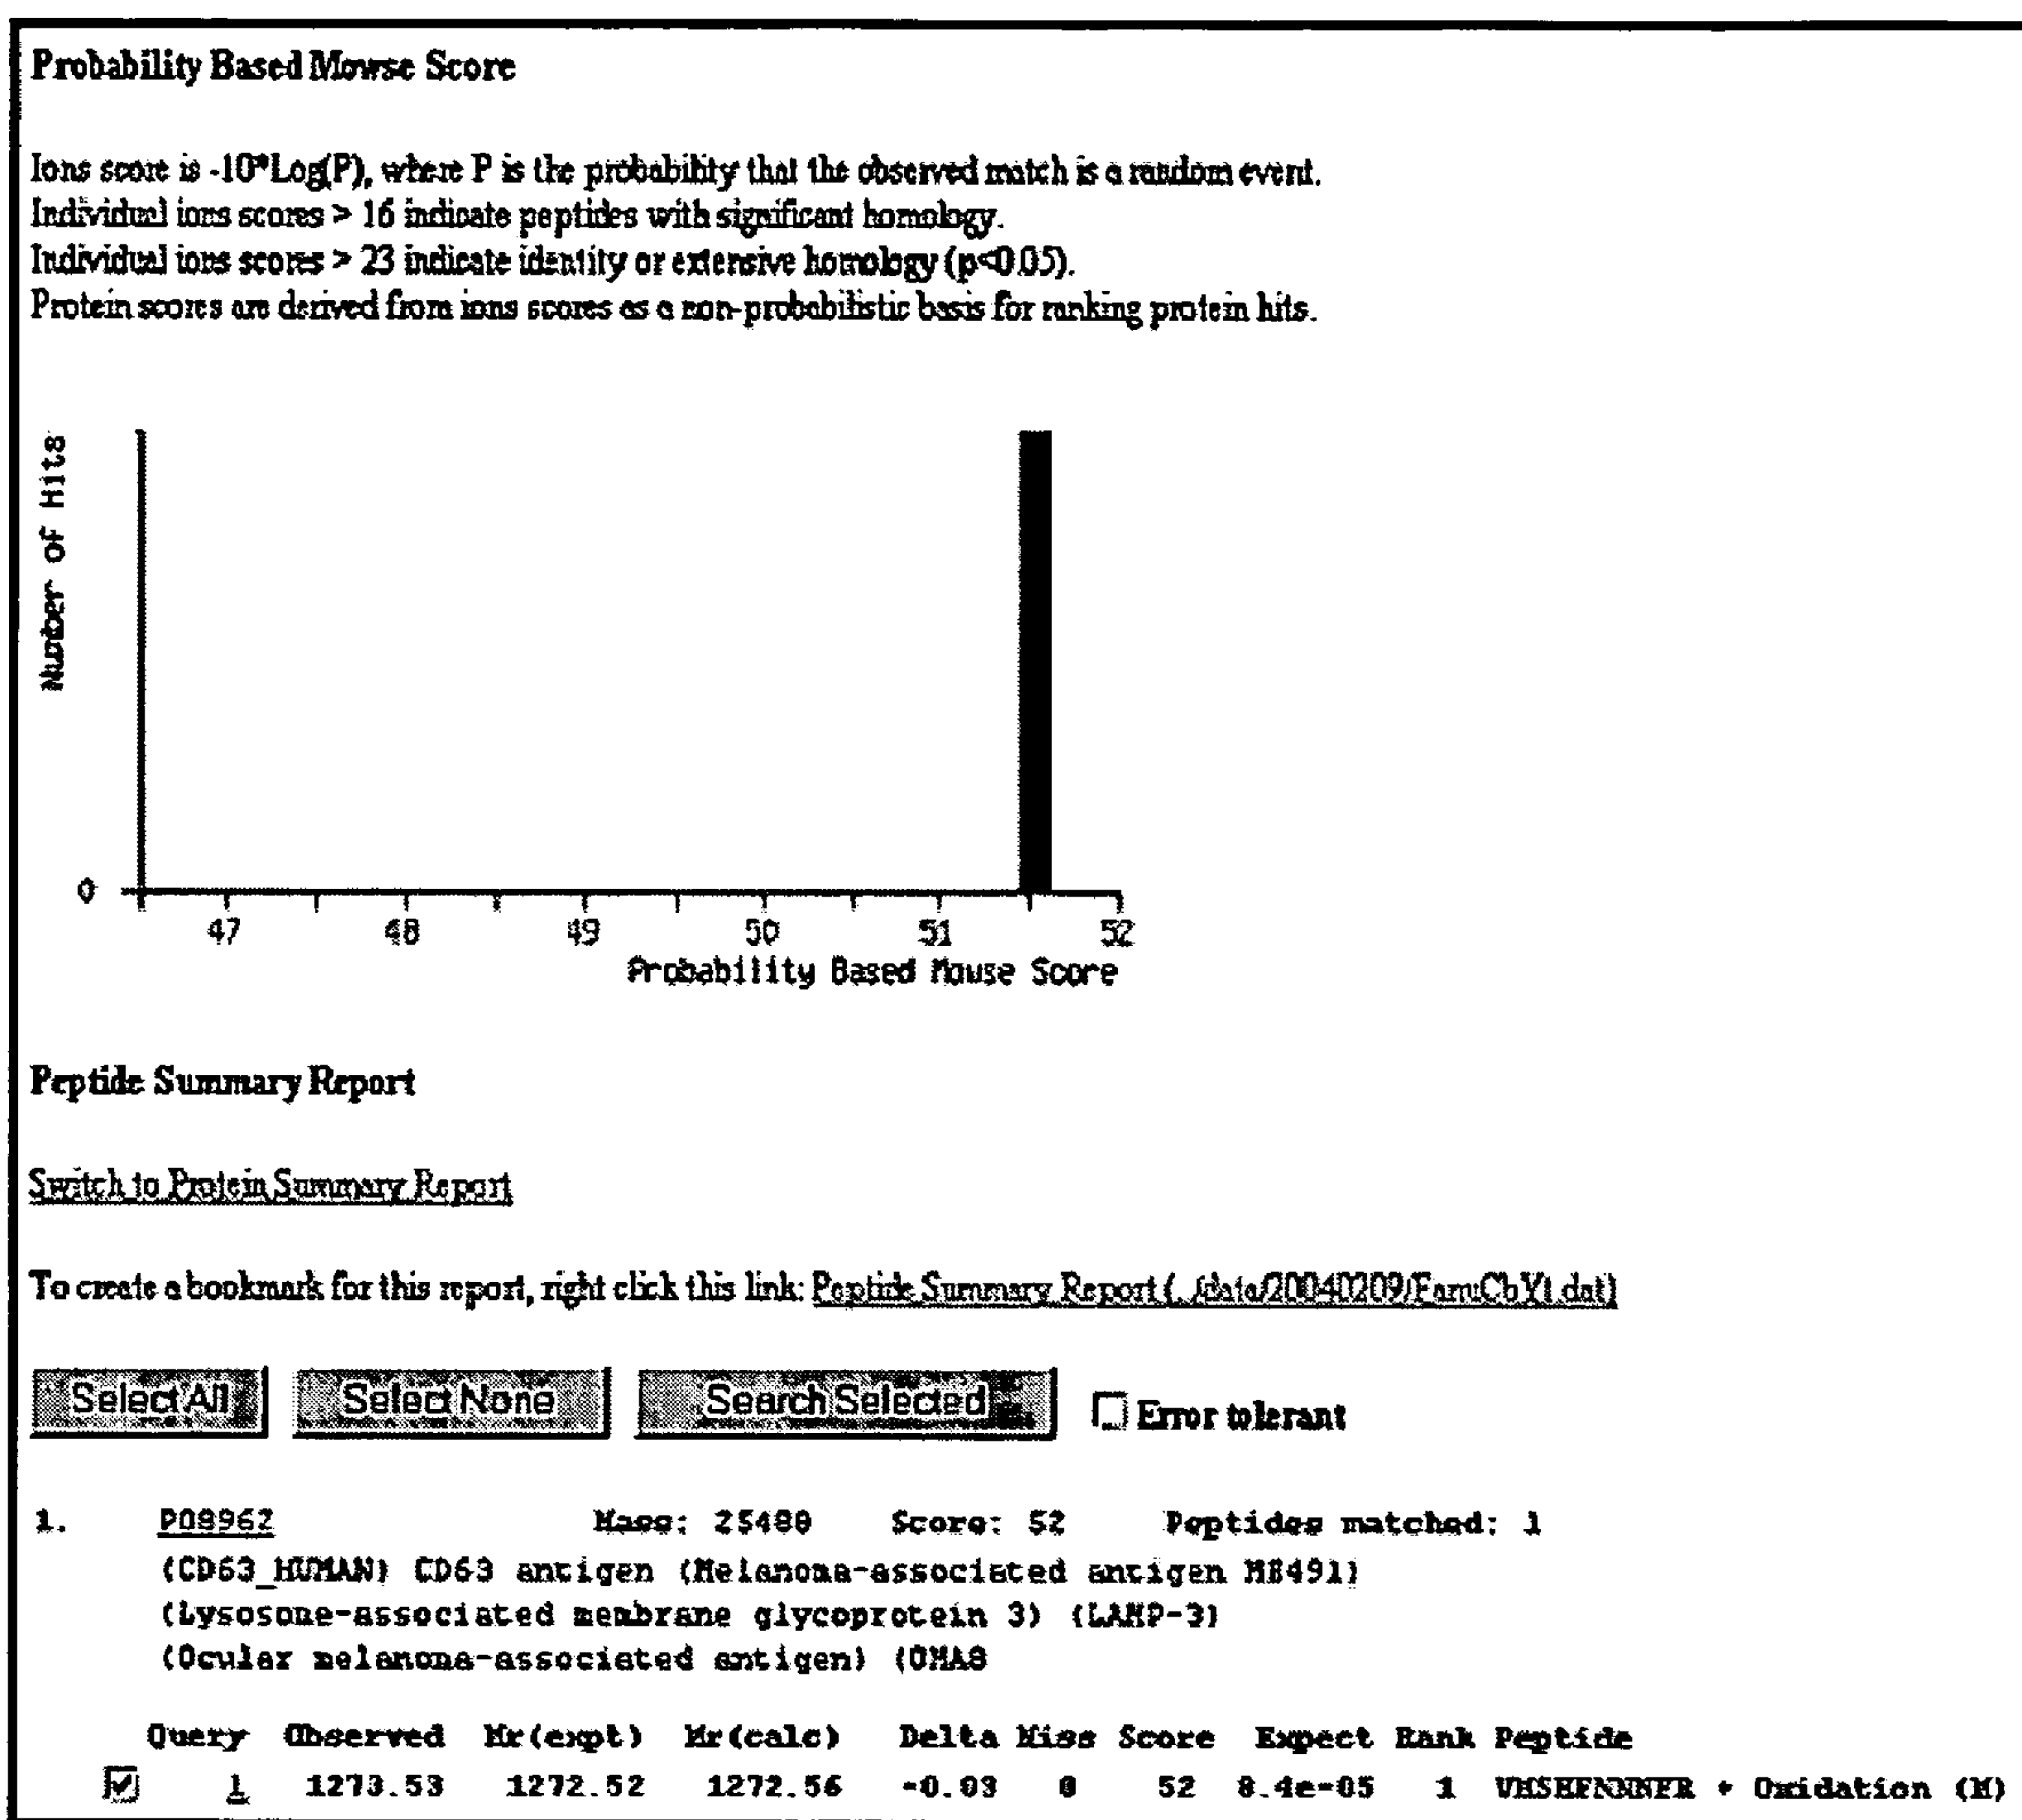 Probability Based Mowse Score
Ions score is -10*Log(P), where P is the probability that the observed match is a random event.
Individual ions scores > 16 indicate peptides with significant homology.
Individual ions scores > 23 indicate identity or extensive homology (p<0.05).
Protein scores are derived from ions scores as a non-probabilistic basis for ranking protein hits.
Number of Hits
0
47 48 49 50 51 52
Probability Based Mowse Score
Peptide Summary Report
Switch to Protein Summary Report
To create a bookmark for this report, right click this link: Peptide Summary Report
Select All Select None Search Selected Error tolerant
1. P08962 Mass: Score: 52 Peptides matched: 1
(CD63_HUMAN) CD63 antigen (Melanoma-associated antigen ME491)
(Lysosome-associated membrane glycoprotein 3) (LAMP-3)
(Ocular melanoma-associated antigen) (OMA8
Query Observed Mr(expt) Mr(calc) Delta Miss Score Expect Rank Peptide
1 1273.53 1272.52 1272.56 -0.03 0 52 8.4e-05 1 VMSEFNNNFR + Oxidation (M)